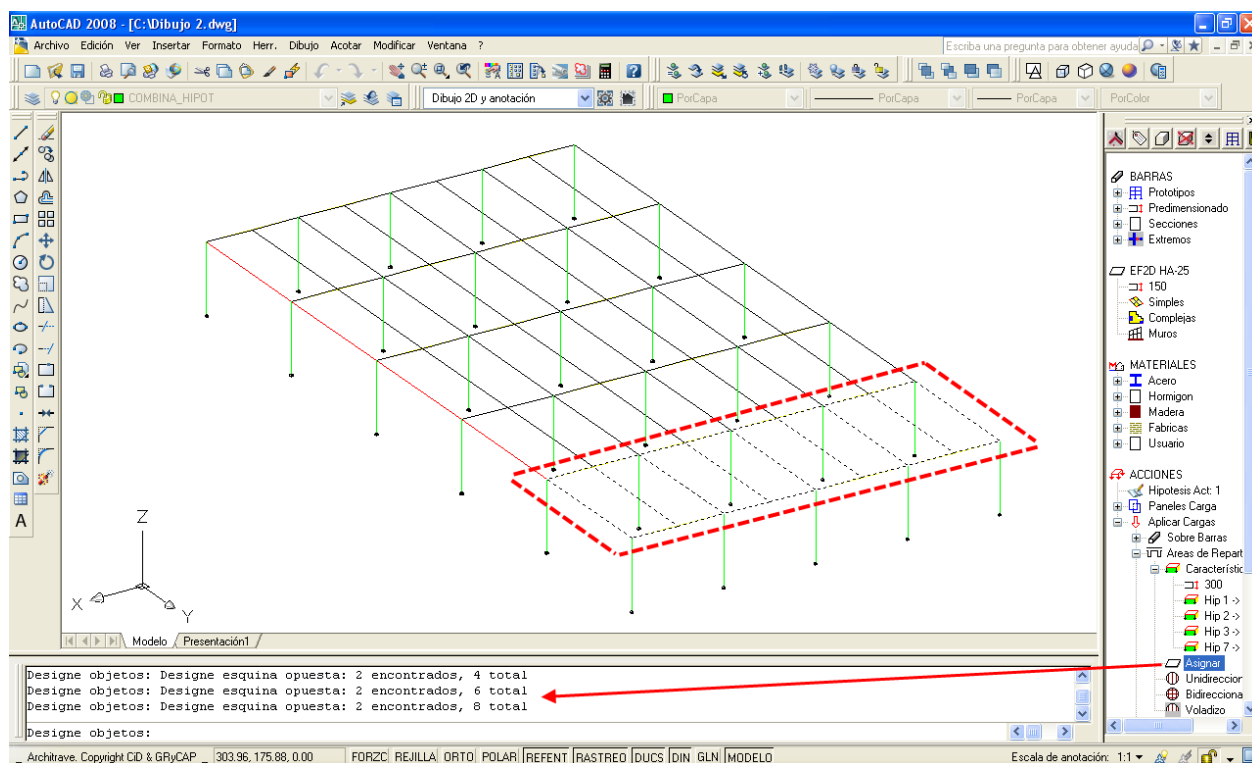 AutoCAD 2008 - [C:\Dibujo 2.dwg]
Archivo Edición Ver Insertar Formato Herr. Dibujo Acotar Modificar Ventana ?
Escriba una pregunta para obtener ayuda
COMBINA_HIPOT
Dibujo 2D y anotación
PorCapa
PorCapa
PorCapa
PorColor
BARRAS
Prototipos
Predimensionado
Secciones
Extremos
EF2D HA-25
150
Simples
Complejas
Muros
MATERIALES
Acero
Hormigon
Madera
Fabricas
Usuario
ACCIONES
Hipotesis Act: 1
Paneles Carga
Aplicar Cargas
Sobre Barras
Areas de Repart
Característic
300
Hip 1 ->
Hip 2 ->
Hip 3 ->
Hip 7 ->
Asignar
Unidireccior
Bidirecciona
Voladizo
Z
X
Y
Modelo Presentación1
Designe objetos: Designe esquina opuesta: 2 encontrados, 4 total
Designe objetos: Designe esquina opuesta: 2 encontrados, 6 total
Designe objetos: Designe esquina opuesta: 2 encontrados, 8 total
Designe objetos:
_ Architrave. Copyright CiD & GRyCAP _ 303.96, 175.88, 0.00 FORZC REJILLA ORTO POLAR REFENT RASTREO DUCS DIN GLN MODELO Escala de anotación: 1:1